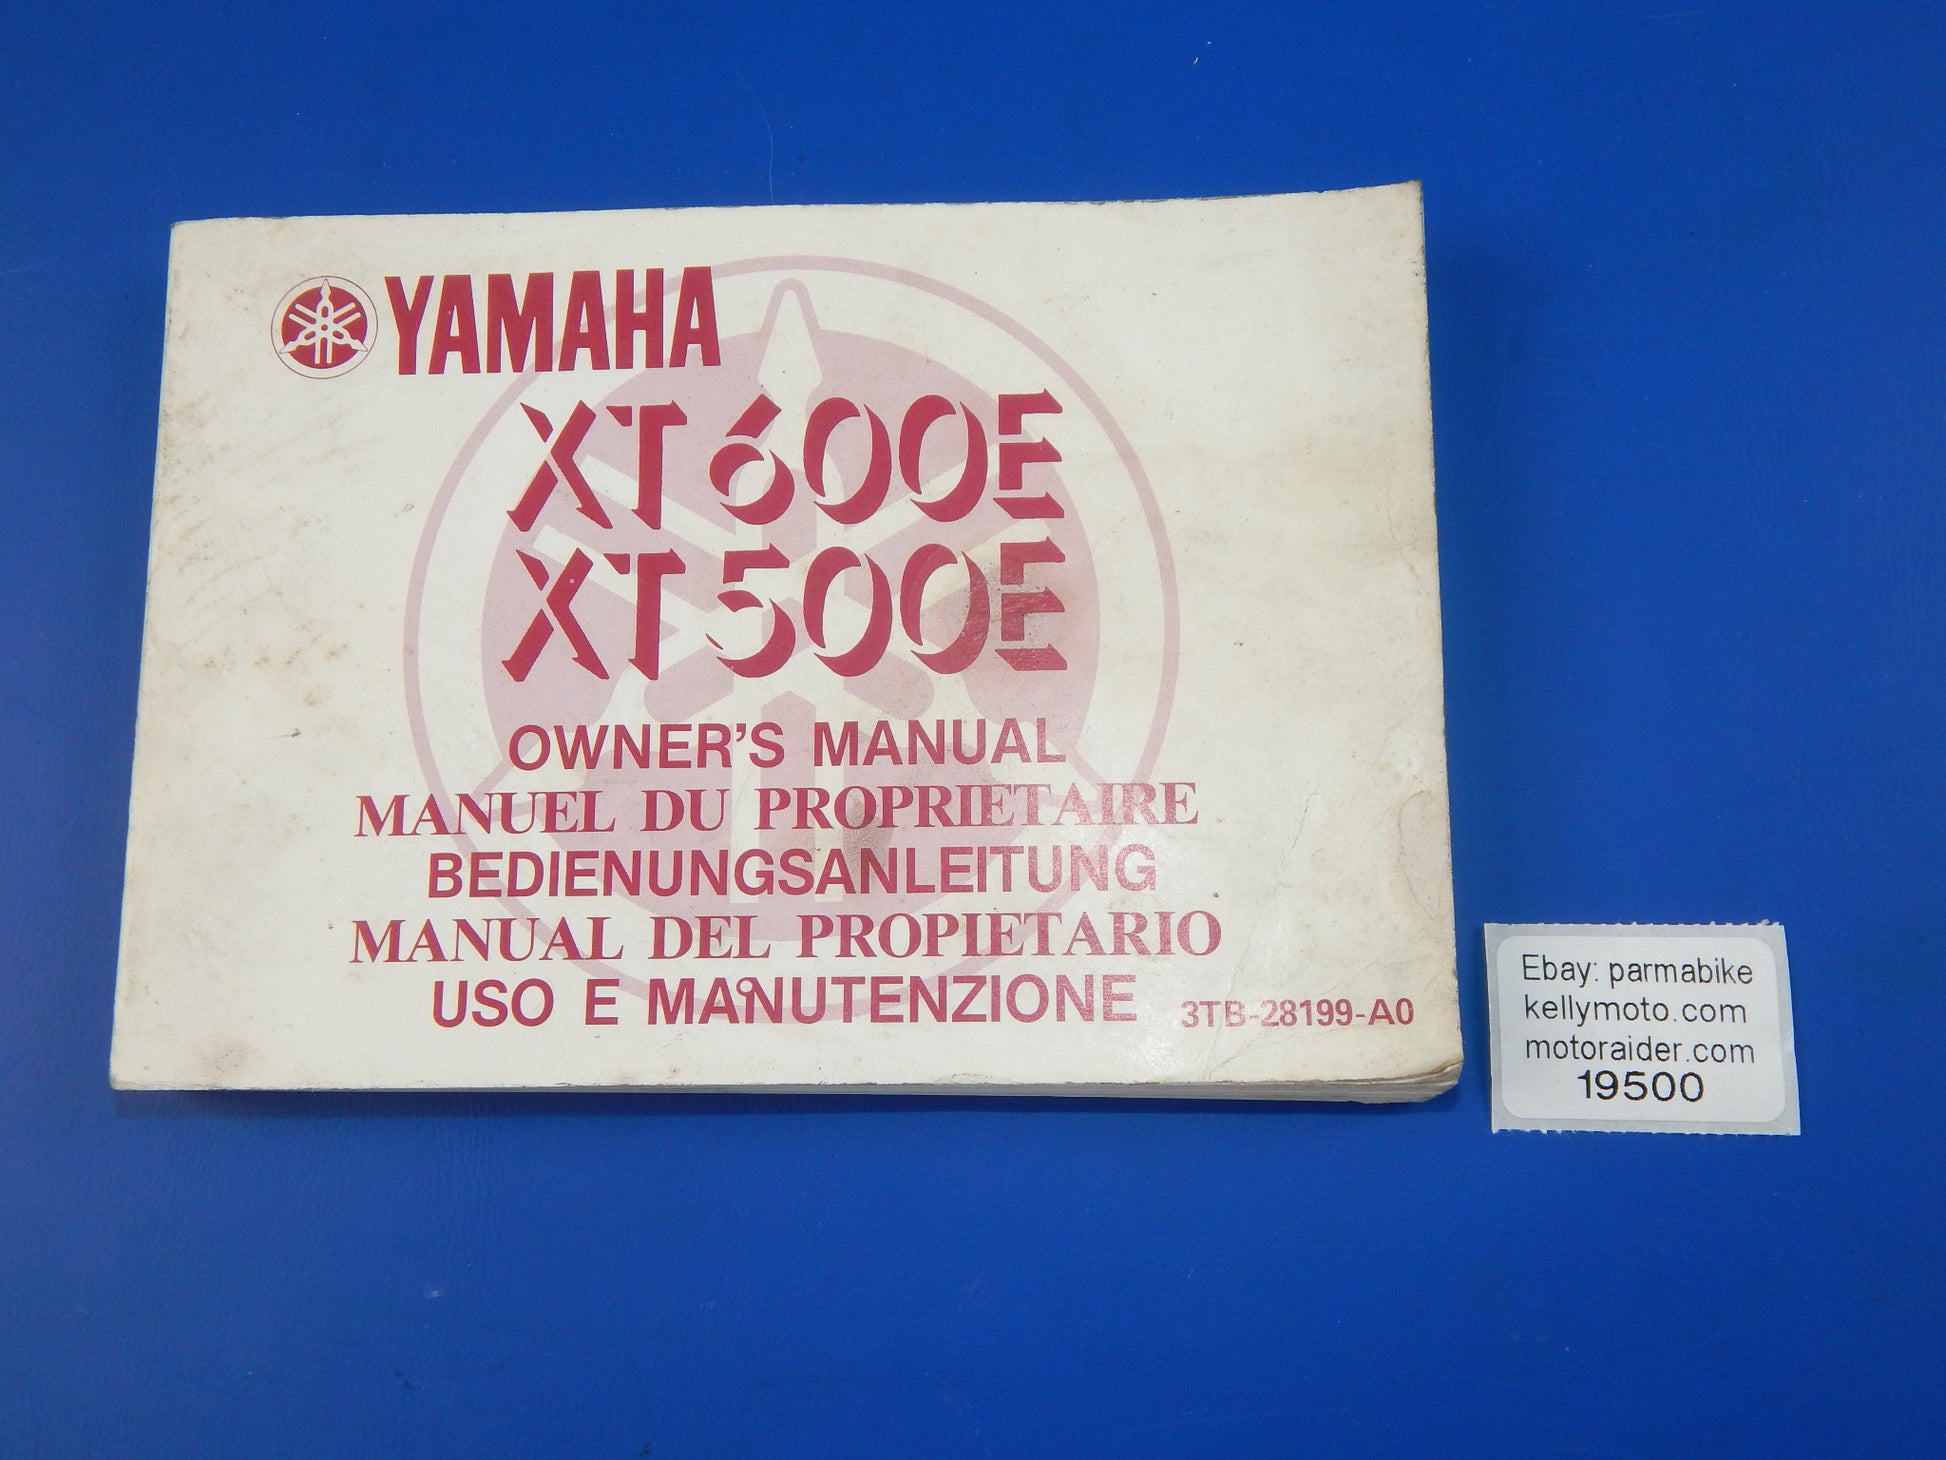 YAMAHA
XT600E
XT500E
OWNER'S MANUAL
MANUEL DU PROPRIETAIRE
BEDIENUNGSANLEITUNG
MANUAL DEL PROPIETARIO
USO E MANUTENZIONE
3TB-28199-A0
Ebay: parmabike
kellymoto.com
motoraider.com
19500